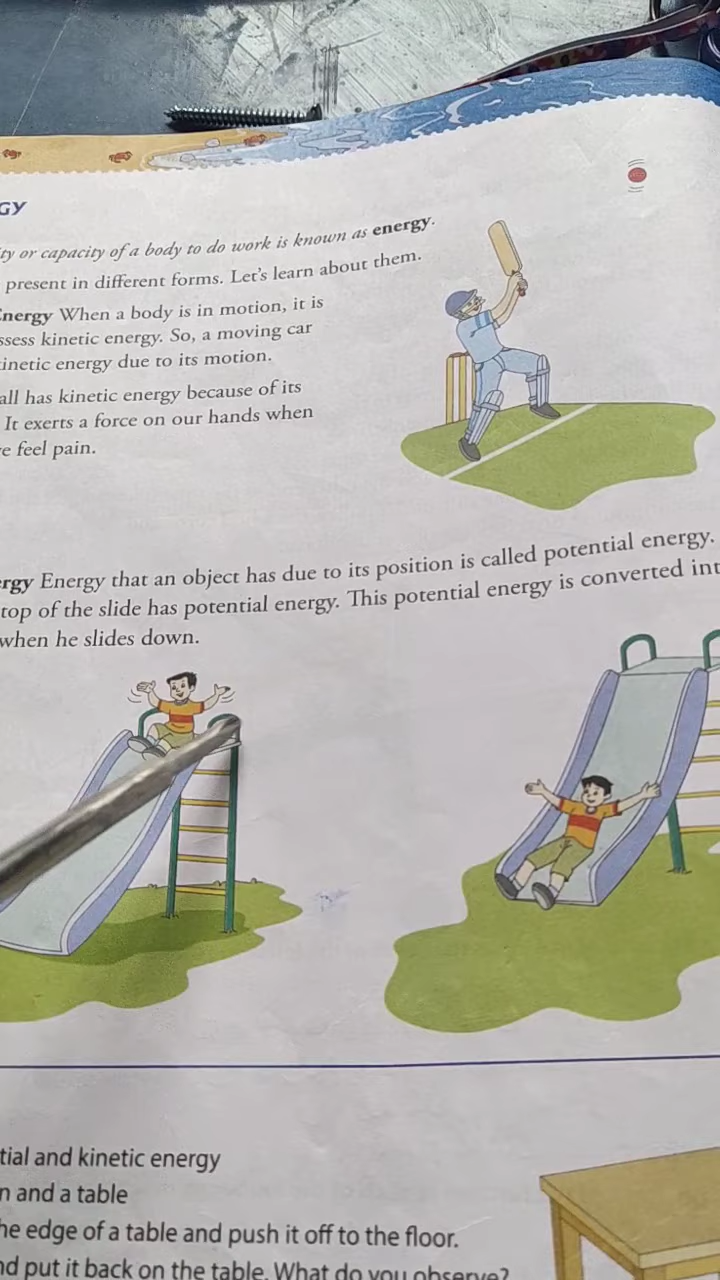 GY
ty or capacity of a body to do work is known as energy.
present in different forms. Let's learn about them.
Energy When a body is in motion, it is
ssess kinetic energy. So, a moving car
kinetic energy due to its motion.
all has kinetic energy because of its
It exerts a force on our hands when
e feel pain.
rgy Energy that an object has due to its position is called potential energy.
top of the slide has potential energy. This potential energy is converted int
when he slides down.
tial and kinetic energy
n and a table
he edge of a table and push it off to the floor.
nd put it back on the table. What do you observe?